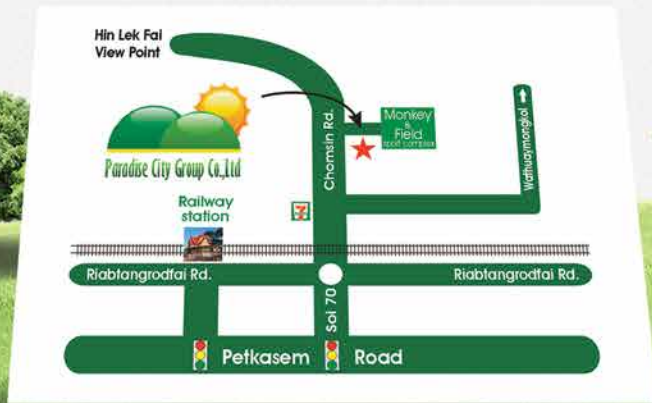 Hin Lek Fai
View Point
Paradise City Group Co.,Ltd
Chomsin Rd.
Monkey
&
Field
sport complex
Wathuaymongkol
Railway
station
7
Riabtangrodfai Rd.
Riabtangrodfai Rd.
Soi 70
Petkasem Road